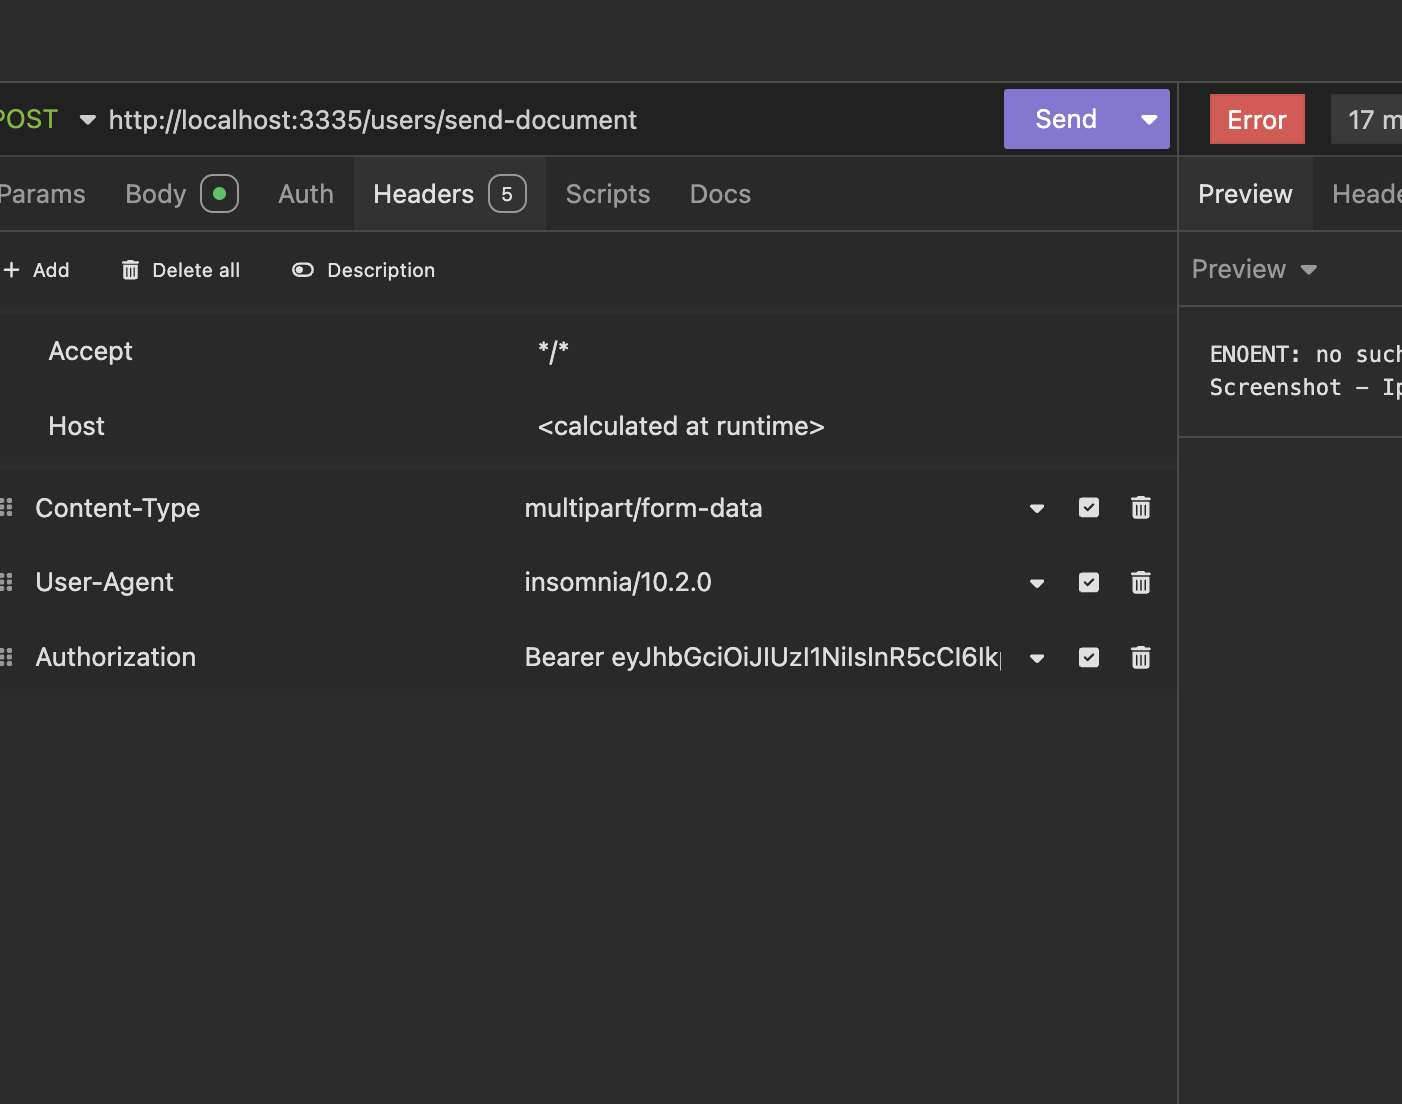 POST http://localhost:3335/users/send-document Send Error 17 m
Params Body Auth Headers 5 Scripts Docs Preview Heade
+ Add Delete all Description Preview
Accept */*
Host <calculated at runtime>
ENOENT: no such
Screenshot – Ip
Content-Type multipart/form-data
User-Agent insomnia/10.2.0
Authorization Bearer eyJhbGciOiJIUzI1NiIsInR5cCI6Ik